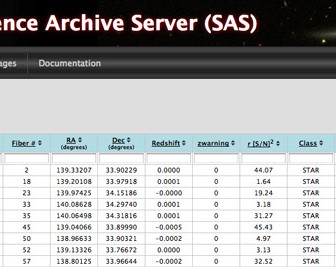 ence Archive Server (SAS)
ages Documentation
Fiber # RA (degrees) Dec (degrees) Redshift zwarning r [S/N]² Class
2 139.33207 33.90229 0.0000 0 44.07 STAR
18 139.20108 33.97918 0.0001 0 1.64 STAR
23 139.97425 34.15186 -0.0000 0 19.24 STAR
33 140.08628 34.29740 0.0001 0 3.18 STAR
35 140.06498 34.31816 0.0001 0 31.27 STAR
45 139.04066 33.89990 -0.0005 0 45.43 STAR
50 138.96633 33.90321 -0.0002 0 4.97 STAR
52 139.13326 33.76672 0.0000 0 3.13 STAR
57 138.80125 33.96644 -0.0002 0 32.52 STAR